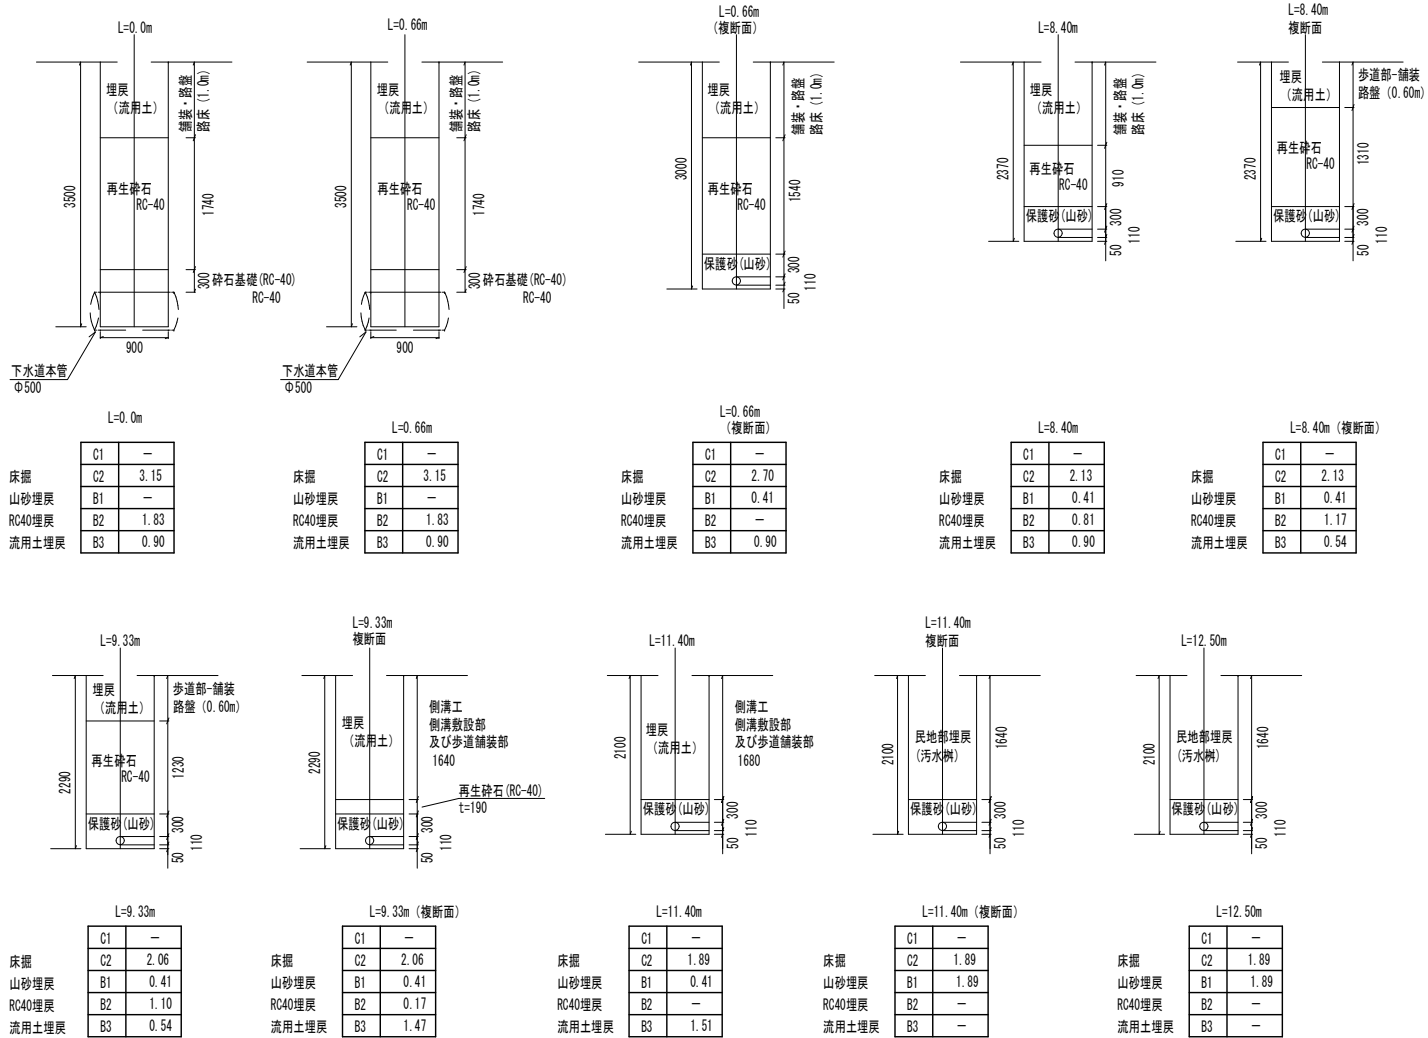 L=0.0m
埋戻
(流用土)
舗装・路盤
路床 (1.0m)
3500
再生砕石
RC-40
1740
300
砕石基礎(RC-40)
RC-40
900
下水道本管
Φ500
L=0.66m
埋戻
(流用土)
舗装・路盤
路床 (1.0m)
3500
再生砕石
RC-40
1740
300
砕石基礎(RC-40)
RC-40
900
下水道本管
Φ500
L=0.66m
(複断面)
埋戻
(流用土)
舗装・路盤
路床 (1.0m)
3000
再生砕石
RC-40
1540
保護砂(山砂)
300
110
50
L=8.40m
埋戻
(流用土)
舗装・路盤
路床 (1.0m)
2370
再生砕石
RC-40
910
保護砂(山砂)
300
110
50
L=8.40m
複断面
埋戻
(流用土)
歩道部-舗装
路盤 (0.60m)
2370
再生砕石
RC-40
1310
保護砂(山砂)
300
110
50
L=0.0m
C1 －
床掘 C2 3.15
山砂埋戻 B1 －
RC40埋戻 B2 1.83
流用土埋戻 B3 0.90
L=0.66m
C1 －
床掘 C2 3.15
山砂埋戻 B1 －
RC40埋戻 B2 1.83
流用土埋戻 B3 0.90
L=0.66m
(複断面)
C1 －
床掘 C2 2.70
山砂埋戻 B1 0.41
RC40埋戻 B2 －
流用土埋戻 B3 0.90
L=8.40m
C1 －
床掘 C2 2.13
山砂埋戻 B1 0.41
RC40埋戻 B2 0.81
流用土埋戻 B3 0.90
L=8.40m (複断面)
C1 －
床掘 C2 2.13
山砂埋戻 B1 0.41
RC40埋戻 B2 1.17
流用土埋戻 B3 0.54
L=9.33m
埋戻
(流用土)
歩道部-舗装
路盤 (0.60m)
2290
再生砕石
RC-40
1230
保護砂(山砂)
300
110
50
L=9.33m
複断面
埋戻
(流用土)
側溝工
側溝敷設部
及び歩道舗装部
1640
2290
再生砕石(RC-40)
t=190
保護砂(山砂)
300
110
50
L=11.40m
埋戻
(流用土)
側溝工
側溝敷設部
及び歩道舗装部
1680
2100
保護砂(山砂)
300
110
50
L=11.40m
複断面
民地部埋戻
(汚水桝)
1640
2100
保護砂(山砂)
300
110
50
L=12.50m
民地部埋戻
(汚水桝)
1640
2100
保護砂(山砂)
300
110
50
L=9.33m
C1 －
床掘 C2 2.06
山砂埋戻 B1 0.41
RC40埋戻 B2 1.10
流用土埋戻 B3 0.54
L=9.33m (複断面)
C1 －
床掘 C2 2.06
山砂埋戻 B1 0.41
RC40埋戻 B2 0.17
流用土埋戻 B3 1.47
L=11.40m
C1 －
床掘 C2 1.89
山砂埋戻 B1 0.41
RC40埋戻 B2 －
流用土埋戻 B3 1.51
L=11.40m (複断面)
C1 －
床掘 C2 1.89
山砂埋戻 B1 1.89
RC40埋戻 B2 －
流用土埋戻 B3 －
L=12.50m
C1 －
床掘 C2 1.89
山砂埋戻 B1 1.89
RC40埋戻 B2 －
流用土埋戻 B3 －